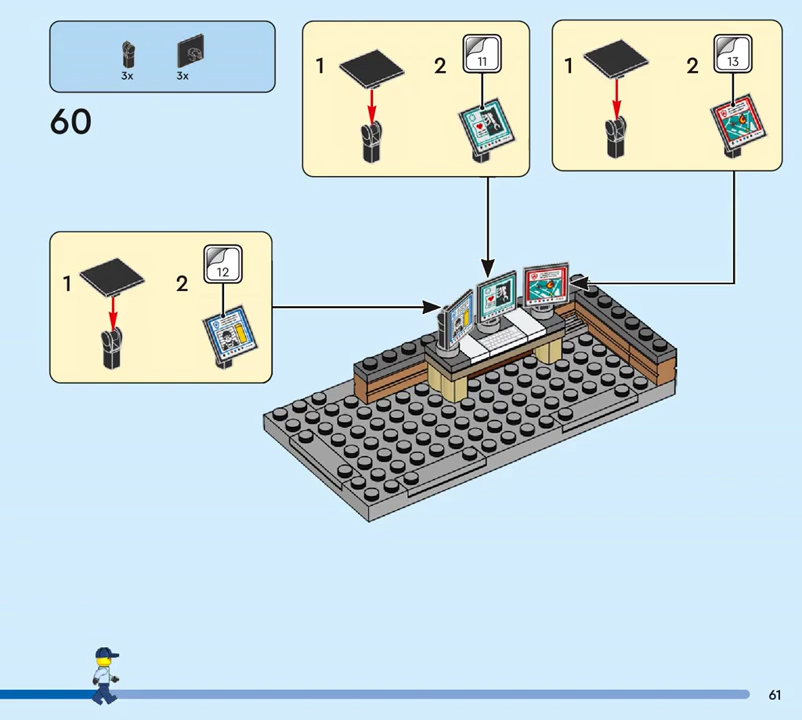 3x 3x
60
1 2 11
1 2 13
1 2 12
61